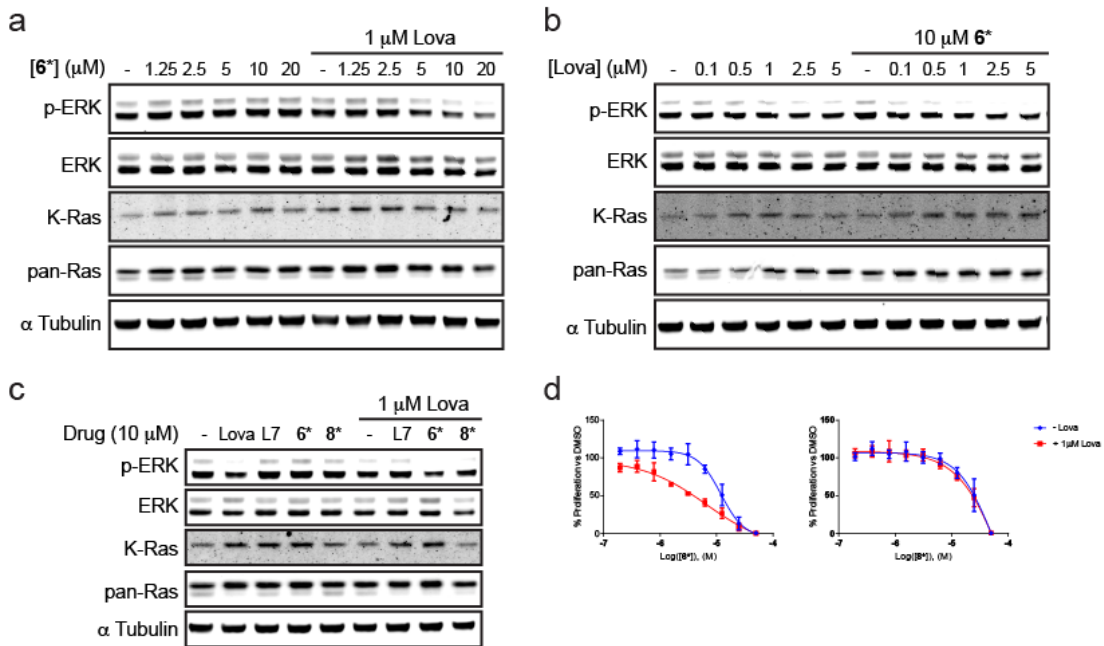 a
1 μM Lova
[6*] (μM) - 1.25 2.5 5 10 20 - 1.25 2.5 5 10 20
p-ERK
ERK
K-Ras
pan-Ras
α Tubulin
b
10 μM 6*
[Lova] (μM) - 0.1 0.5 1 2.5 5 - 0.1 0.5 1 2.5 5
p-ERK
ERK
K-Ras
pan-Ras
α Tubulin
c
1 μM Lova
Drug (10 μM) - Lova L7 6* 8* - L7 6* 8*
p-ERK
ERK
K-Ras
pan-Ras
α Tubulin
d
% Proliferation vs DMSO
150
100
50
0
-7 -6 -5 -4
Log([6*]), (M)
% Proliferation vs DMSO
150
100
50
0
-7 -6 -5 -4
Log([8*]), (M)
- Lova
+ 1μM Lova